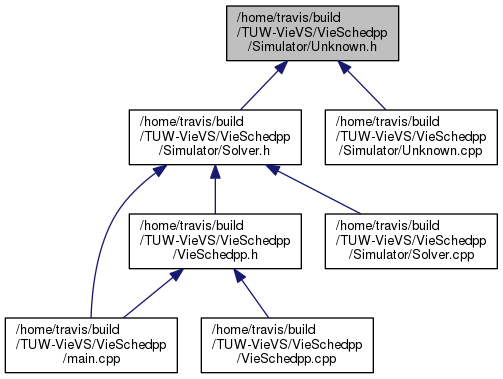 /home/travis/build
/TUW-VieVS/VieSchedpp
/Simulator/Unknown.h
/home/travis/build
/TUW-VieVS/VieSchedpp
/Simulator/Solver.h
/home/travis/build
/TUW-VieVS/VieSchedpp
/Simulator/Unknown.cpp
/home/travis/build
/TUW-VieVS/VieSchedpp
/VieSchedpp.h
/home/travis/build
/TUW-VieVS/VieSchedpp
/Simulator/Solver.cpp
/home/travis/build
/TUW-VieVS/VieSchedpp
/main.cpp
/home/travis/build
/TUW-VieVS/VieSchedpp
/VieSchedpp.cpp